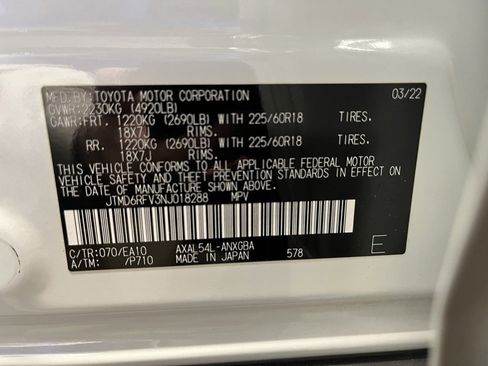 MFD.BY:TOYOTA MOTOR CORPORATION 03/22
GVWR:2230KG (4920LB)
GAWR:FRT. 1220KG (2690LB) WITH 225/60R18 TIRES,
18X7J RIMS.
RR. 1220KG (2690LB) WITH 225/60R18 TIRES,
18X7J RIMS.
THIS VEHICLE CONFORMS TO ALL APPLICABLE FEDERAL MOTOR
VEHICLE SAFETY AND THEFT PREVENTION STANDARDS IN EFFECT ON
THE DATE OF MANUFACTURE SHOWN ABOVE.
JTMD6RFV3NJ018288 MPV
C/TR:070/EA10 AXAL54L-ANXGBA E
A/TM: /P710 MADE IN JAPAN 578